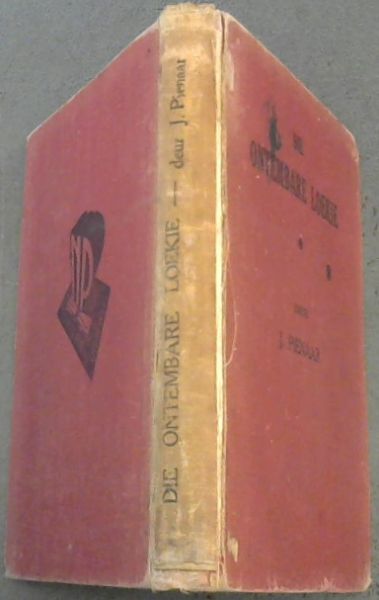 DIE ONTEMBARE LOEKIE — deur J. Pienaar
DIE
ONTEMBARE LOEKIE
DEUR
J. PIENAAR